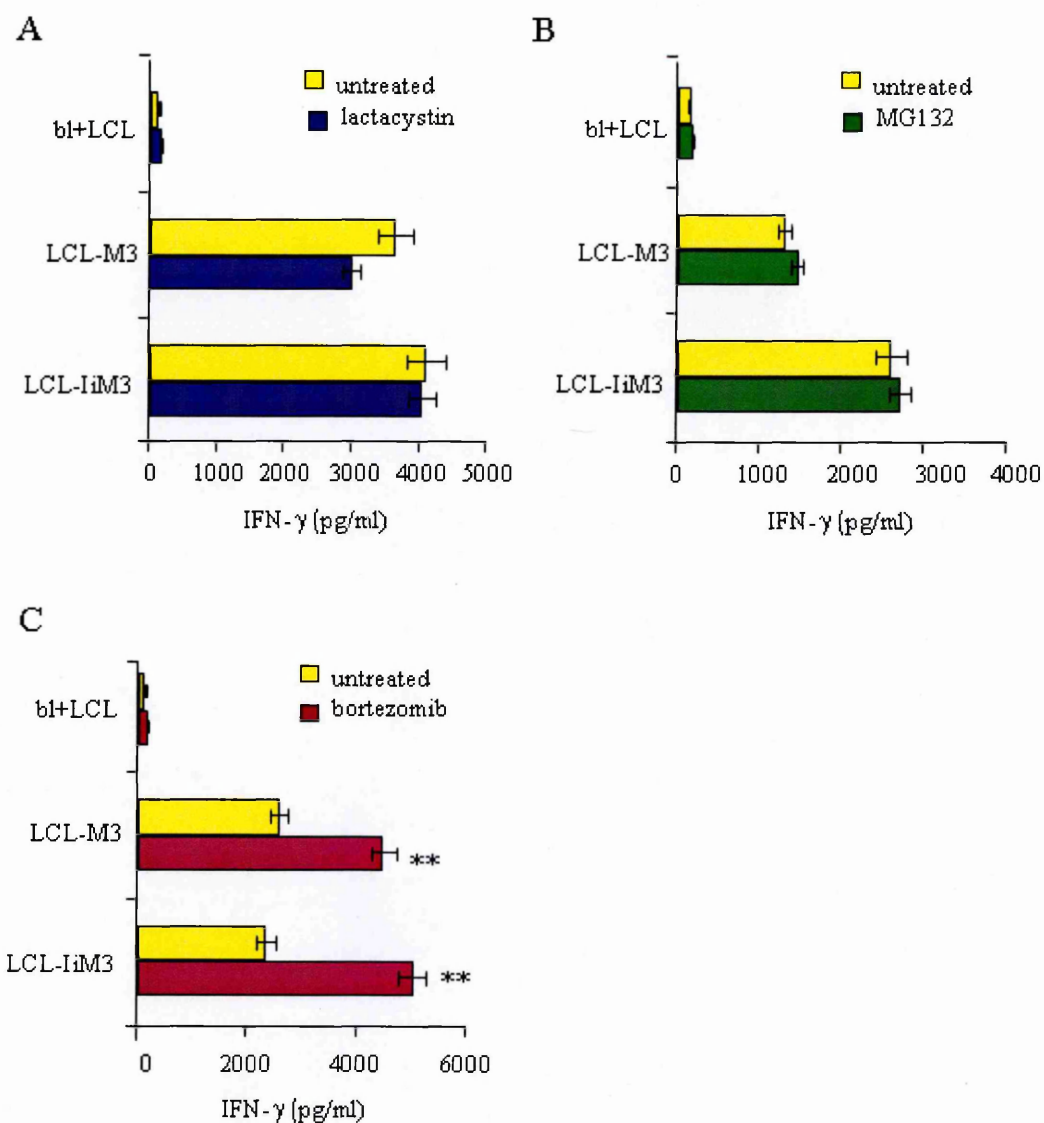 A
untreated
lactacystin
bl+LCL
LCL-M3
LCL-IiM3
0 1000 2000 3000 4000 5000
IFN-γ (pg/ml)
B
untreated
MG132
bl+LCL
LCL-M3
LCL-IiM3
0 1000 2000 3000 4000
IFN-γ (pg/ml)
C
untreated
bortezomib
bl+LCL
LCL-M3
**
LCL-IiM3
**
0 2000 4000 6000
IFN-γ (pg/ml)